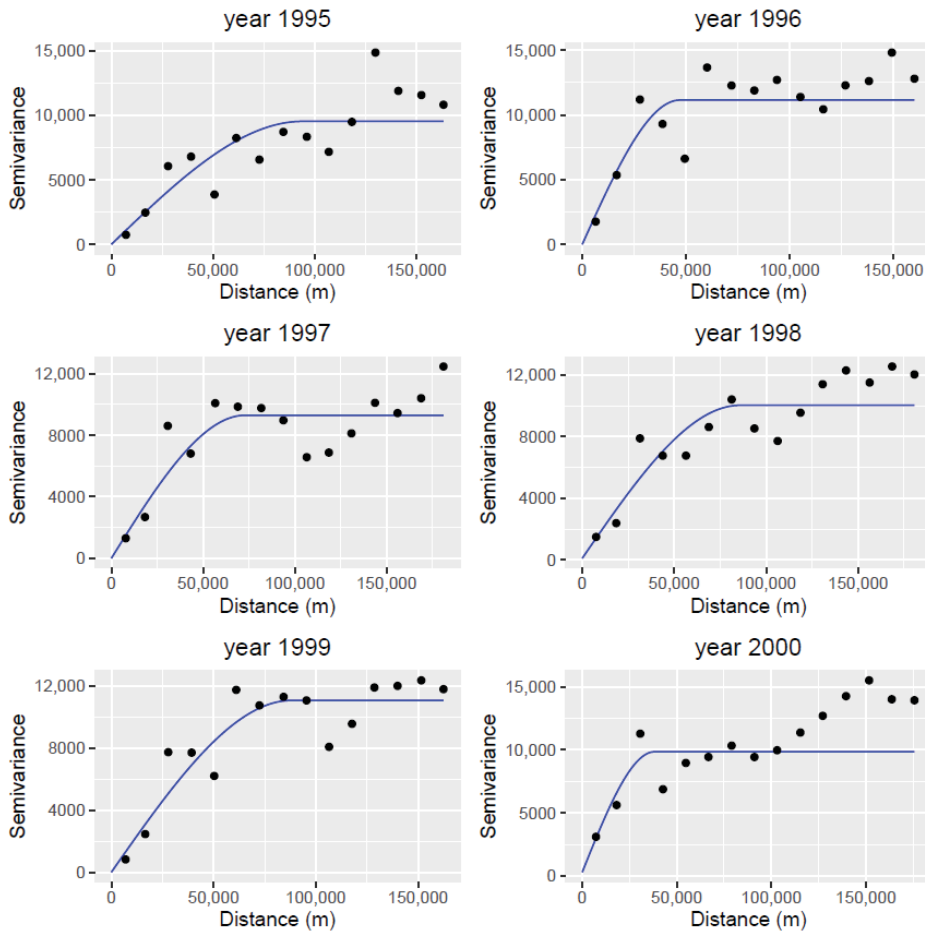 year 1995
15,000
10,000
5000
0
Semivariance
0
50,000
100,000
150,000
Distance (m)
year 1996
15,000
10,000
5000
0
Semivariance
0
50,000
100,000
150,000
Distance (m)
year 1997
12,000
8000
4000
0
Semivariance
0
50,000
100,000
150,000
Distance (m)
year 1998
12,000
8000
4000
0
Semivariance
0
50,000
100,000
150,000
Distance (m)
year 1999
12,000
8000
4000
0
Semivariance
0
50,000
100,000
150,000
Distance (m)
year 2000
15,000
10,000
5000
0
Semivariance
0
50,000
100,000
150,000
Distance (m)